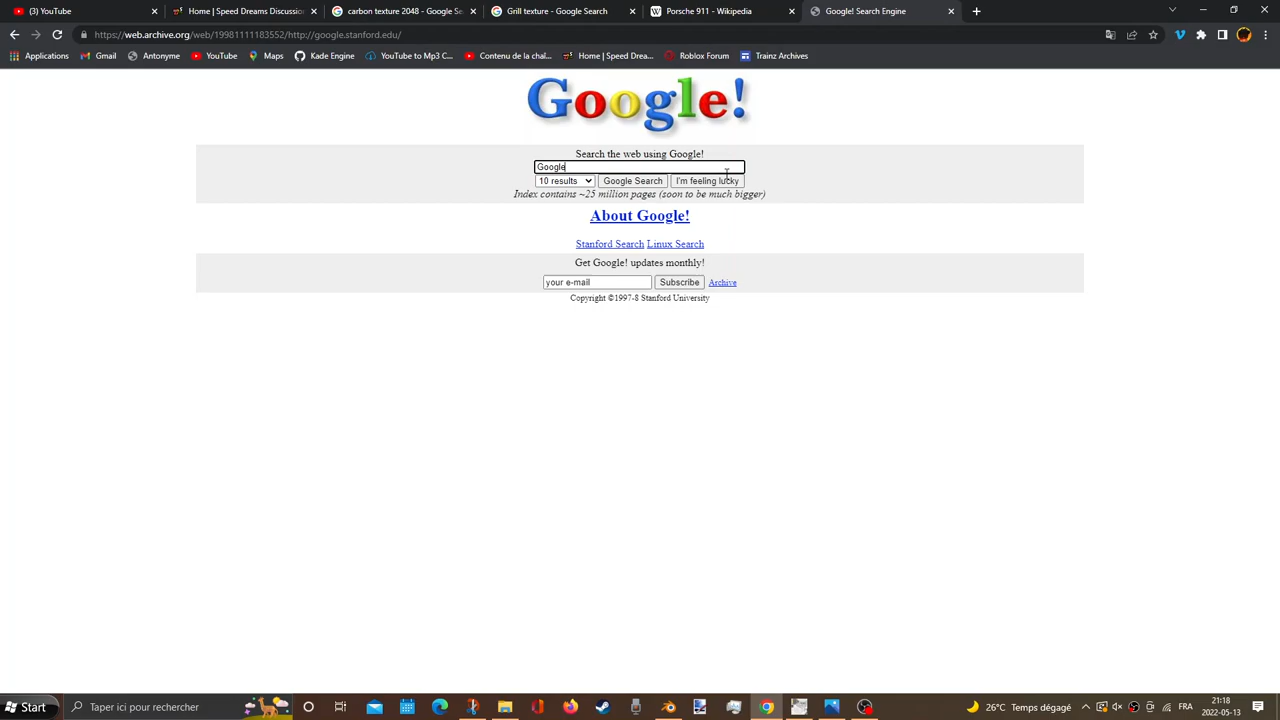 (3) YouTube
Home | Speed Dreams Discussion
carbon texture 2048 - Google Se
Grill texture - Google Search
Porsche 911 - Wikipedia
Google Search Engine
https://web.archive.org/web/19981111183552/http://google.stanford.edu/
Applications
Gmail
Antonyme
YouTube
Maps
YouTube to Mp3 C...
Contenu de la chaî...
Kade Engine
Home | Speed Drea...
Roblox Forum
Trainz Archives
Google!
Search the web using Google!
Google
10 results Google Search I'm feeling lucky
Index contains ~25 million pages (soon to be much bigger)
About Google!
Stanford Search Linux Search
Get Google! updates monthly!
your e-mail Subscribe Archive
Copyright ©1997-8 Stanford University
Start
Taper ici pour rechercher
26°C Temps dégagé
FRA
21:18
2022-05-13